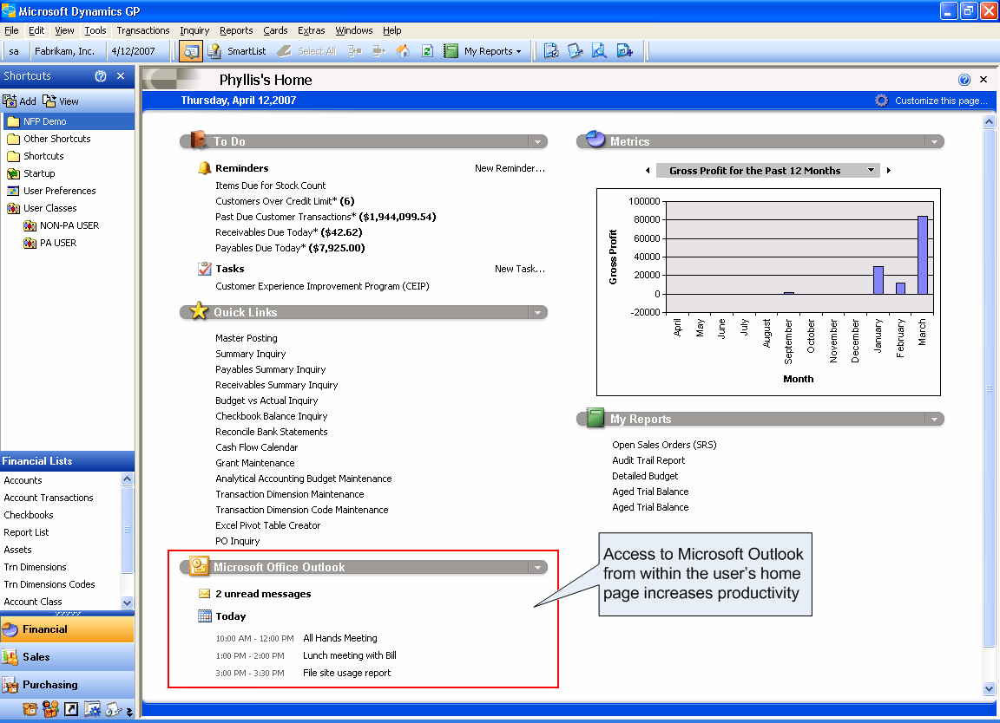 Microsoft Dynamics GP
File Edit View Tools Transactions Inquiry Reports Cards Extras Windows Help
sa Fabrikam, Inc. 4/12/2007 SmartList Select All My Reports
Shortcuts
Add View
NFP Demo
Other Shortcuts
Shortcuts
Startup
User Preferences
User Classes
NON-PA USER
PA USER
Financial Lists
Accounts
Account Transactions
Checkbooks
Report List
Assets
Trn Dimensions
Trn Dimensions Codes
Account Class
Financial
Sales
Purchasing
Phyllis's Home
Thursday, April 12,2007 Customize this page...
To Do
Reminders New Reminder...
Items Due for Stock Count
Customers Over Credit Limit* (6)
Past Due Customer Transactions* ($1,944,099.54)
Receivables Due Today* ($42.62)
Payables Due Today* ($7,925.00)
Tasks New Task...
Customer Experience Improvement Program (CEIP)
Quick Links
Master Posting
Summary Inquiry
Payables Summary Inquiry
Receivables Summary Inquiry
Budget vs Actual Inquiry
Checkbook Balance Inquiry
Reconcile Bank Statements
Cash Flow Calendar
Grant Maintenance
Analytical Accounting Budget Maintenance
Transaction Dimension Maintenance
Transaction Dimension Code Maintenance
Excel Pivot Table Creator
PO Inquiry
Microsoft Office Outlook
2 unread messages
Today
10:00 AM - 12:00 PM All Hands Meeting
1:00 PM - 2:00 PM Lunch meeting with Bill
3:00 PM - 3:30 PM File site usage report
Metrics
Gross Profit for the Past 12 Months
Gross Profit
100000
80000
60000
40000
20000
0
-20000
April May June July August September October November December January February March
Month
My Reports
Open Sales Orders (SRS)
Audit Trail Report
Detailed Budget
Aged Trial Balance
Aged Trial Balance
Access to Microsoft Outlook
from within the user's home
page increases productivity